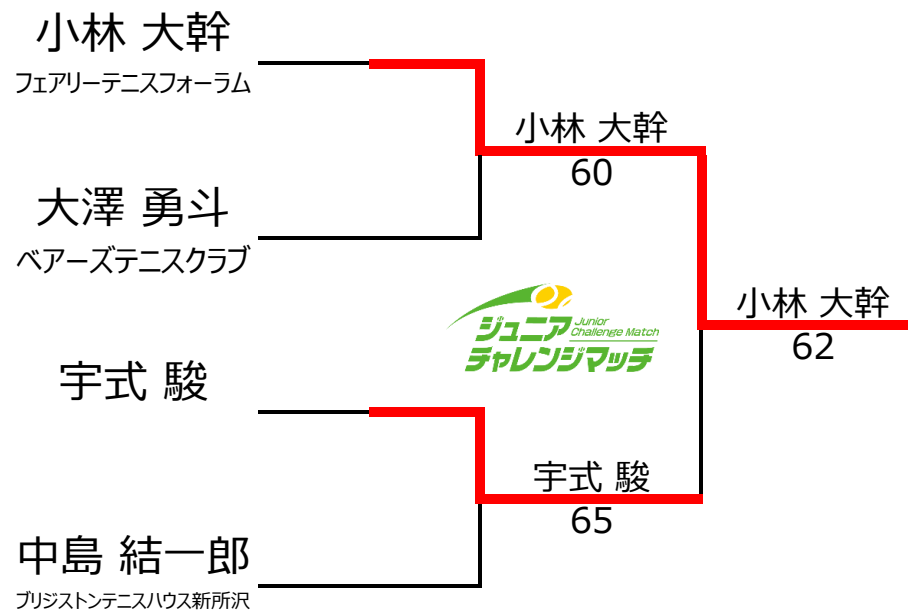 小林 大幹
フェアリーテニスフォーラム
大澤 勇斗
ベアーズテニスクラブ
宇式 駿
中島 結一郎
ブリジストンテニスハウス新所沢
小林 大幹
60
宇式 駿
65
ジュニア
Junior
Challenge Match
チャレンジマッチ
小林 大幹
62